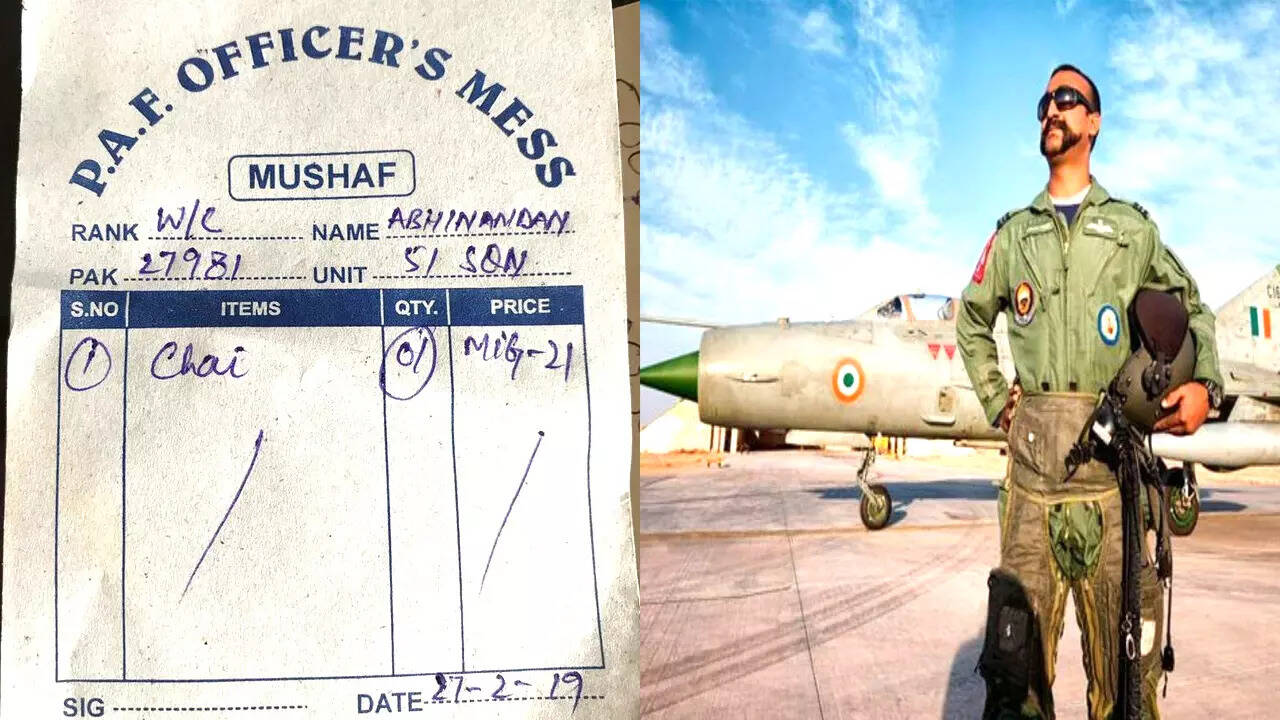 P.A.F. OFFICER'S MESS
MUSHAF
RANK W/C NAME ABHINANDAN
PAK 27981 UNIT 51 SQN
S.NO ITEMS QTY. PRICE
1 Chai 01 MiG-21
SIG DATE 27-2-19